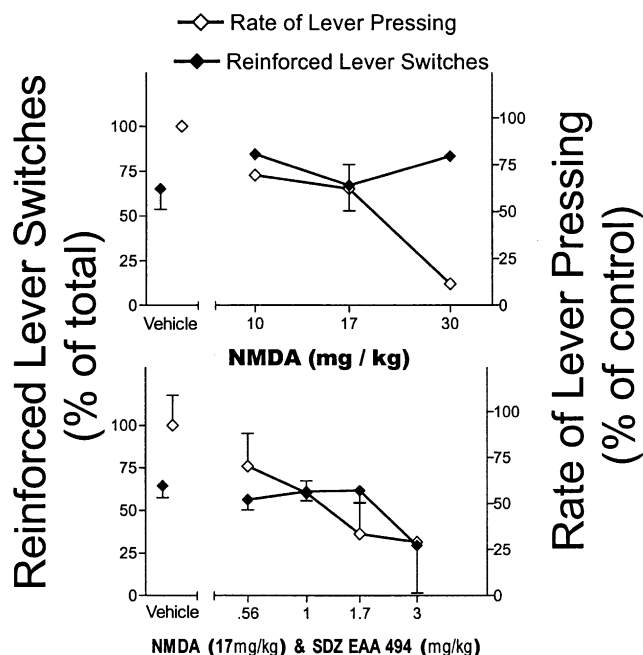 Rate of Lever Pressing
Reinforced Lever Switches
Reinforced Lever Switches
(% of total)
Rate of Lever Pressing
(% of control)
100
75
50
25
0
100
75
50
25
0
Vehicle
10
17
30
NMDA (mg / kg)
100
75
50
25
0
100
75
50
25
0
Vehicle
.56
1
1.7
3
NMDA (17mg/kg) & SDZ EAA 494 (mg/kg)